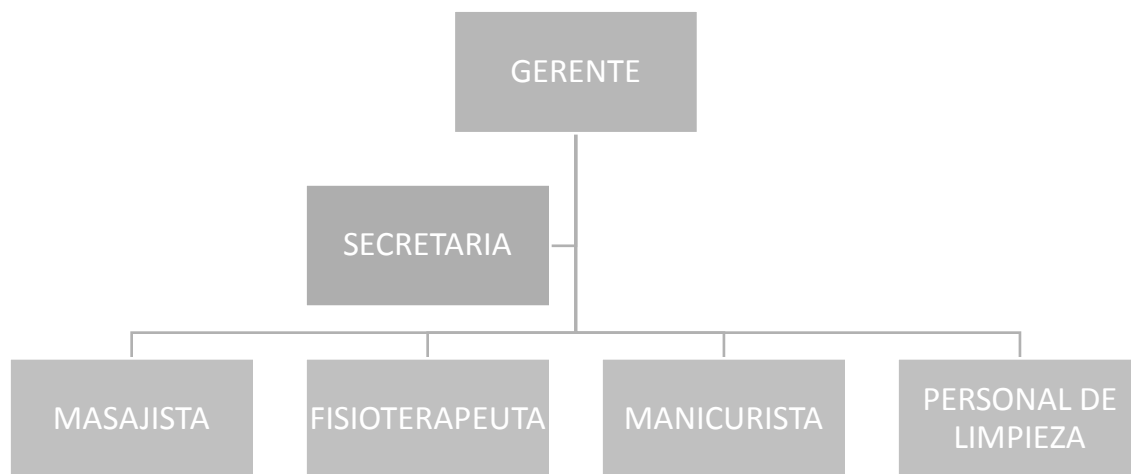 GERENTE
SECRETARIA
MASAJISTA
FISIOTERAPEUTA
MANICURISTA
PERSONAL DE
LIMPIEZA